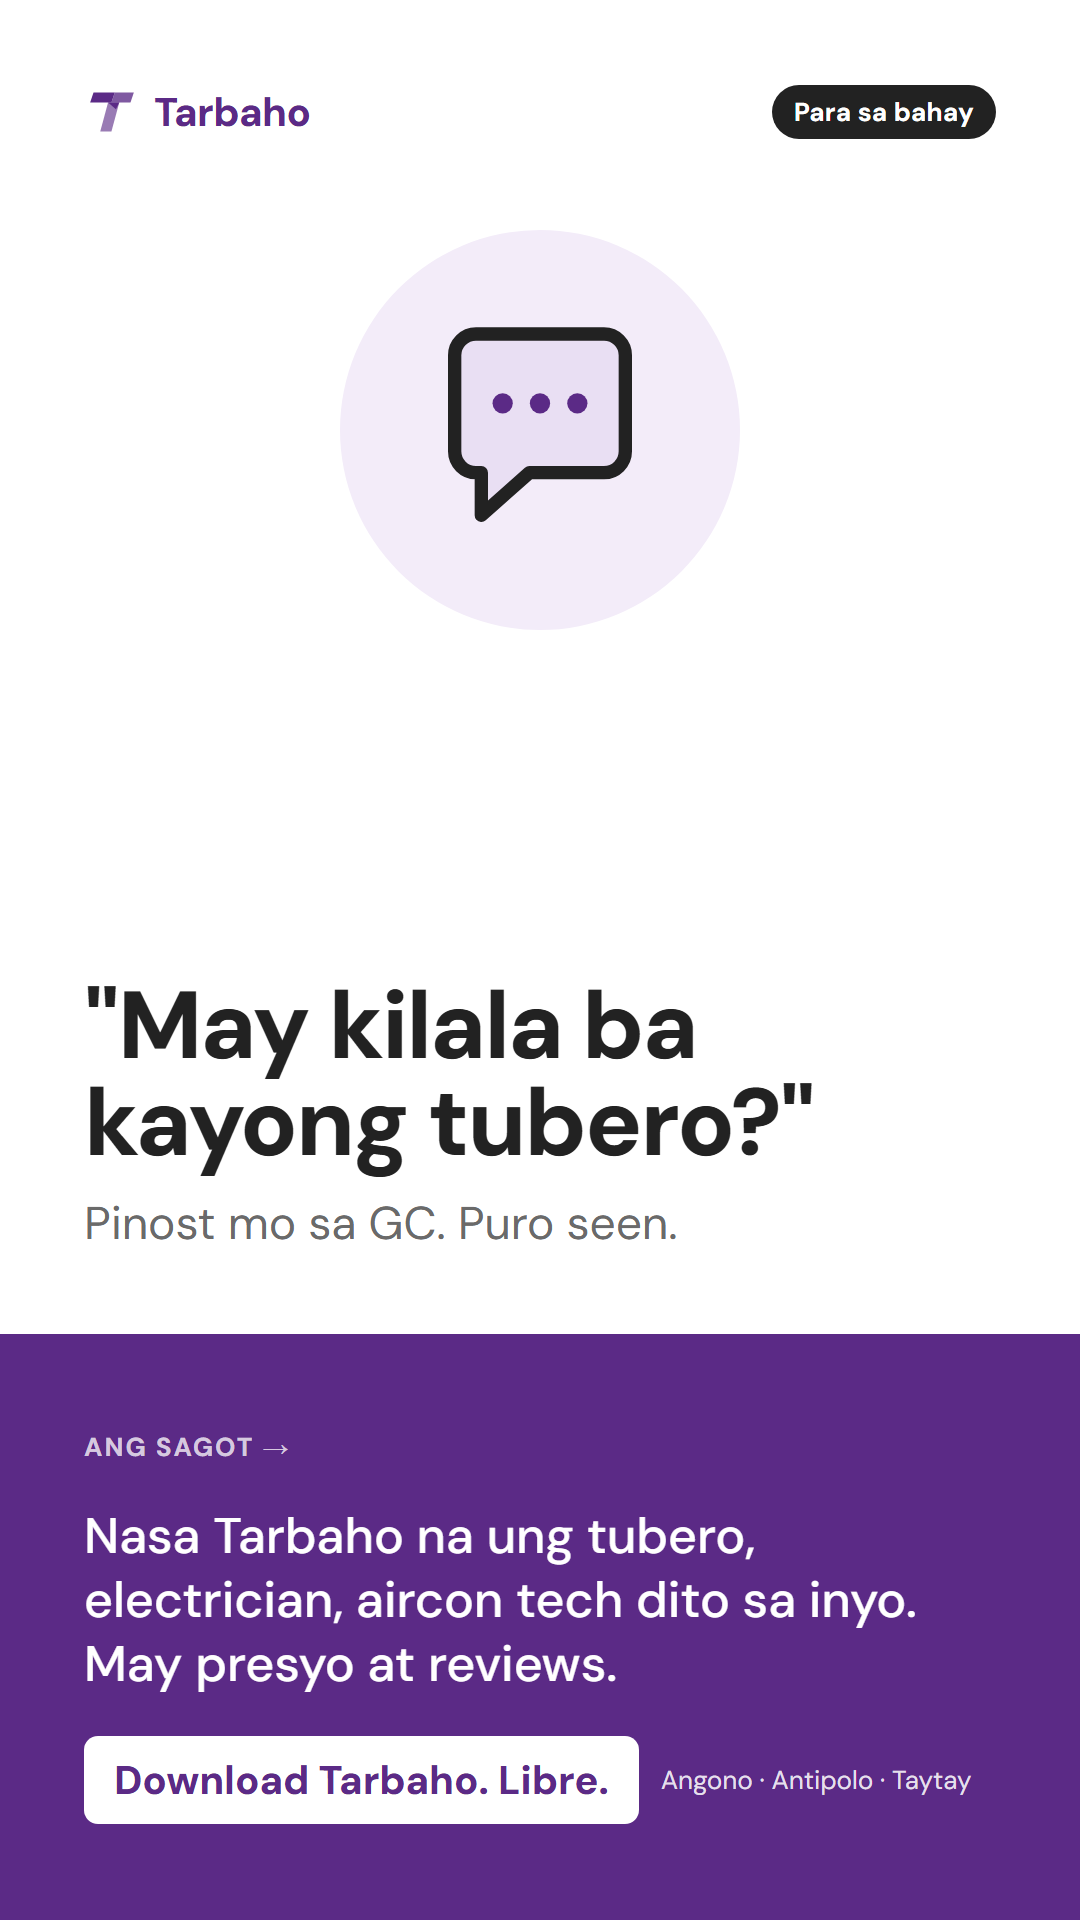 Tarbaho
Para sa bahay
"May kilala ba
kayong tubero?"
Pinost mo sa GC. Puro seen.
ANG SAGOT →
Nasa Tarbaho na ung tubero,
electrician, aircon tech dito sa inyo.
May presyo at reviews.
Download Tarbaho. Libre.
Angono · Antipolo · Taytay